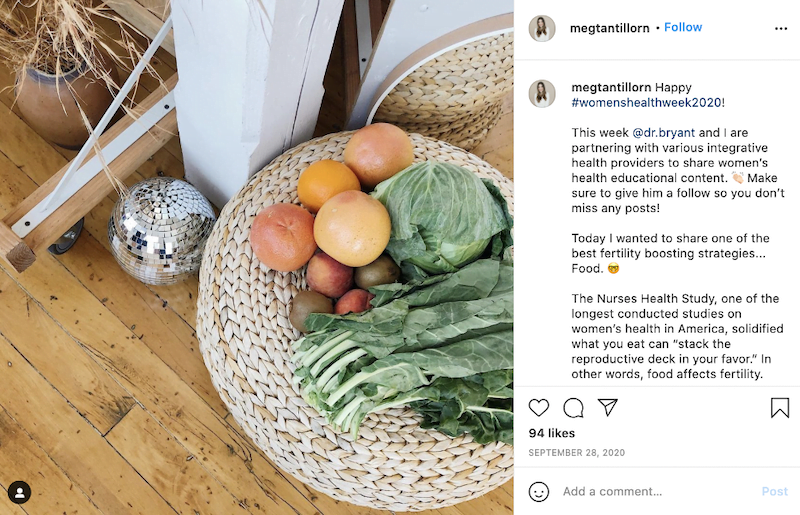 megtantillorn • Follow
megtantillorn Happy
#womenshealthweek2020!
This week @dr.bryant and I are
partnering with various integrative
health providers to share women's
health educational content. 👏🏻 Make
sure to give him a follow so you don't
miss any posts!
Today I wanted to share one of the
best fertility boosting strategies...
Food. 🤓
The Nurses Health Study, one of the
longest conducted studies on
women's health in America, solidified
what you eat can “stack the
reproductive deck in your favor.” In
other words, food affects fertility.
94 likes
SEPTEMBER 28, 2020
Add a comment... Post